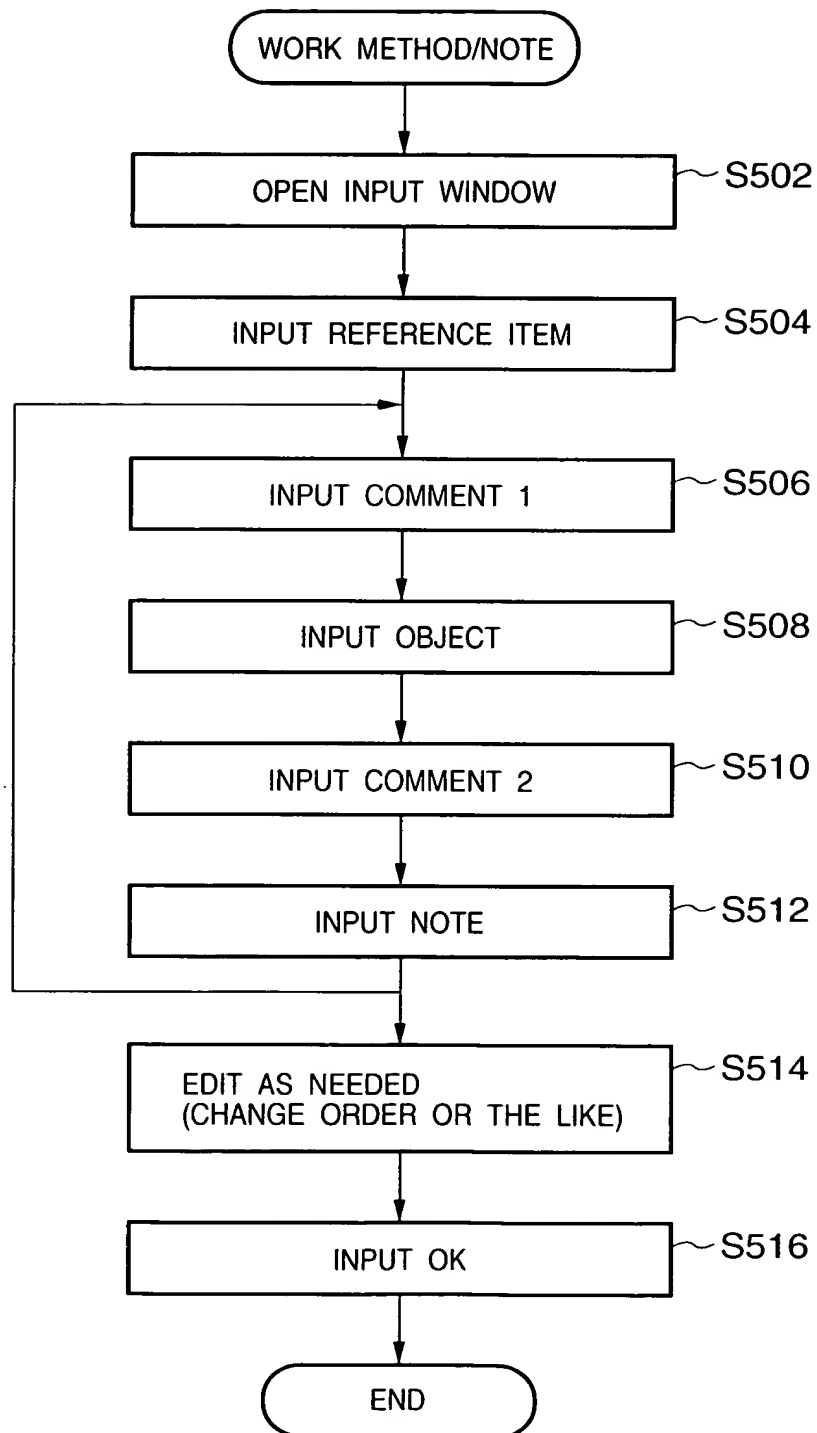 WORK METHOD/NOTE
OPEN INPUT WINDOW
S502
INPUT REFERENCE ITEM
S504
INPUT COMMENT 1
S506
INPUT OBJECT
S508
INPUT COMMENT 2
S510
INPUT NOTE
S512
EDIT AS NEEDED
(CHANGE ORDER OR THE LIKE)
S514
INPUT OK
S516
END